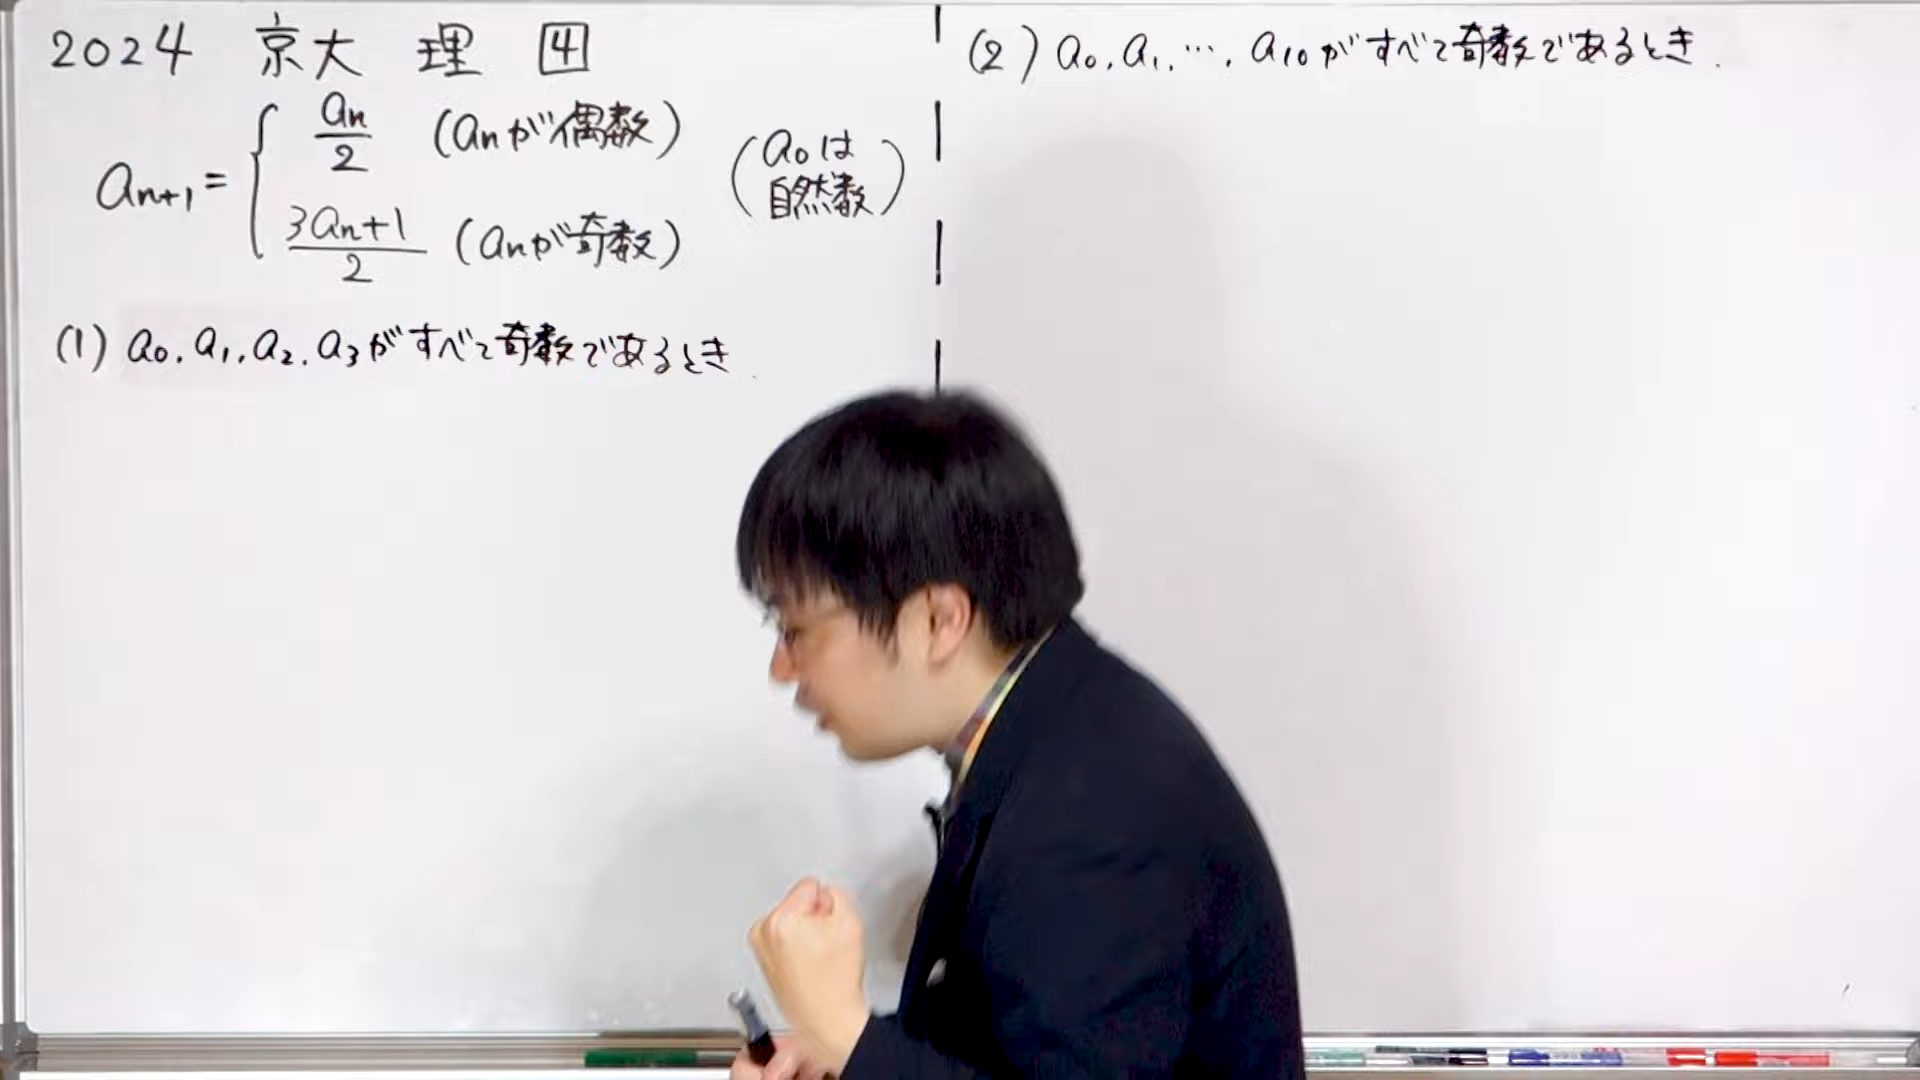 2024 京大 理 4
an+1 = { an/2 (anが偶数)
3an+1/2 (anが奇数)
(a0は自然数)
(1) a0, a1, a2, a3がすべて奇数であるとき
(2) a0, a1, …, a10がすべて奇数であるとき.